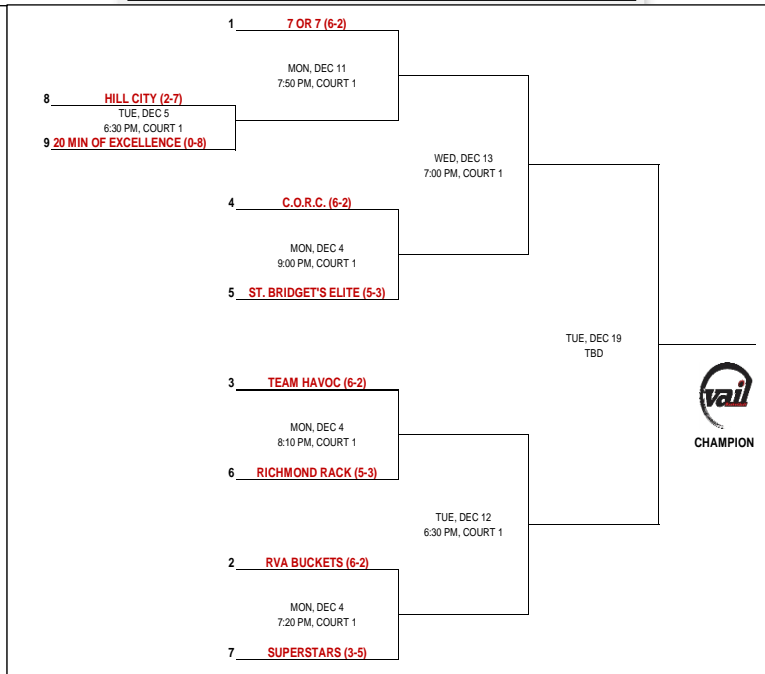 1 7 OR 7 (6-2)
MON, DEC 11
7:50 PM, COURT 1
8 HILL CITY (2-7)
TUE, DEC 5
6:30 PM, COURT 1
9 20 MIN OF EXCELLENCE (0-8)
WED, DEC 13
7:00 PM, COURT 1
4 C.O.R.C. (6-2)
MON, DEC 4
9:00 PM, COURT 1
5 ST. BRIDGET'S ELITE (5-3)
TUE, DEC 19
TBD
3 TEAM HAVOC (6-2)
MON, DEC 4
8:10 PM, COURT 1
6 RICHMOND RACK (5-3)
vail
CHAMPION
TUE, DEC 12
6:30 PM, COURT 1
2 RVA BUCKETS (6-2)
MON, DEC 4
7:20 PM, COURT 1
7 SUPERSTARS (3-5)